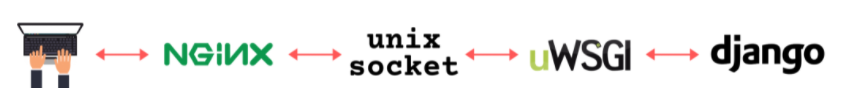 NGiNX
unix
socket
uWSGI
django